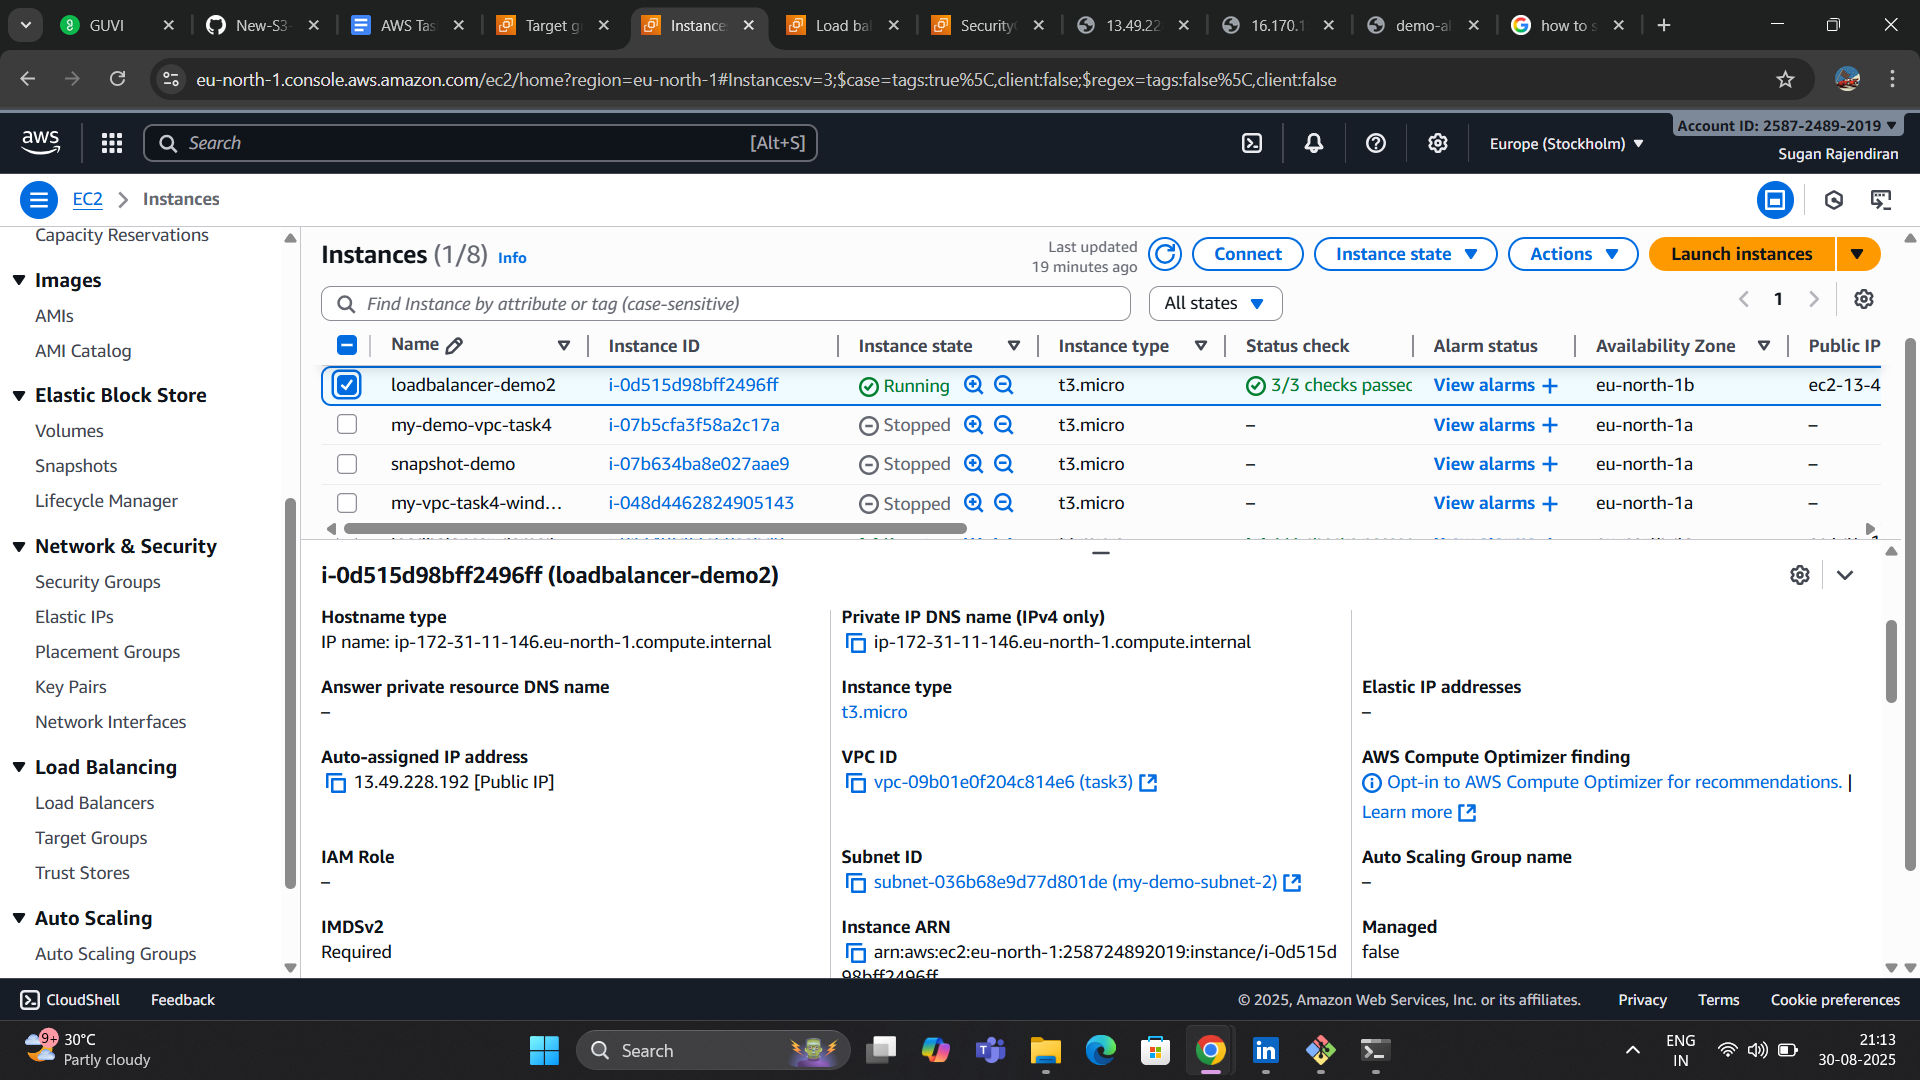 GUVI
New-S3-
AWS Tas
Target g
Instance
Load bal
Security
13.49.22
16.170.1
demo-al
how to s
eu-north-1.console.aws.amazon.com/ec2/home?region=eu-north-1#Instances:v=3;$case=tags:true%5C,client:false;$regex=tags:false%5C,client:false
aws
Search
[Alt+S]
Europe (Stockholm)
Account ID: 2587-2489-2019
Sugan Rajendiran
EC2
Instances
Capacity Reservations
Images
AMIs
AMI Catalog
Elastic Block Store
Volumes
Snapshots
Lifecycle Manager
Network & Security
Security Groups
Elastic IPs
Placement Groups
Key Pairs
Network Interfaces
Load Balancing
Load Balancers
Target Groups
Trust Stores
Auto Scaling
Auto Scaling Groups
Instances (1/8) Info
Last updated
19 minutes ago
Connect
Instance state
Actions
Launch instances
Find Instance by attribute or tag (case-sensitive)
All states
1
Name Instance ID Instance state Instance type Status check Alarm status Availability Zone Public IP
loadbalancer-demo2 i-0d515d98bff2496ff Running t3.micro 3/3 checks passec View alarms eu-north-1b ec2-13-4
my-demo-vpc-task4 i-07b5cfa3f58a2c17a Stopped t3.micro – View alarms eu-north-1a –
snapshot-demo i-07b634ba8e027aae9 Stopped t3.micro – View alarms eu-north-1a –
my-vpc-task4-wind... i-048d4462824905143 Stopped t3.micro – View alarms eu-north-1a –
i-0d515d98bff2496ff (loadbalancer-demo2)
Hostname type
IP name: ip-172-31-11-146.eu-north-1.compute.internal
Private IP DNS name (IPv4 only)
ip-172-31-11-146.eu-north-1.compute.internal
Answer private resource DNS name
–
Instance type
t3.micro
Elastic IP addresses
–
Auto-assigned IP address
13.49.228.192 [Public IP]
VPC ID
vpc-09b01e0f204c814e6 (task3)
AWS Compute Optimizer finding
Opt-in to AWS Compute Optimizer for recommendations. |
Learn more
IAM Role
–
Subnet ID
subnet-036b68e9d77d801de (my-demo-subnet-2)
Auto Scaling Group name
–
IMDSv2
Required
Instance ARN
arn:aws:ec2:eu-north-1:258724892019:instance/i-0d515d
98bff2496ff
Managed
false
CloudShell
Feedback
© 2025, Amazon Web Services, Inc. or its affiliates.
Privacy
Terms
Cookie preferences
9+
30°C
Partly cloudy
Search
ENG
IN
21:13
30-08-2025